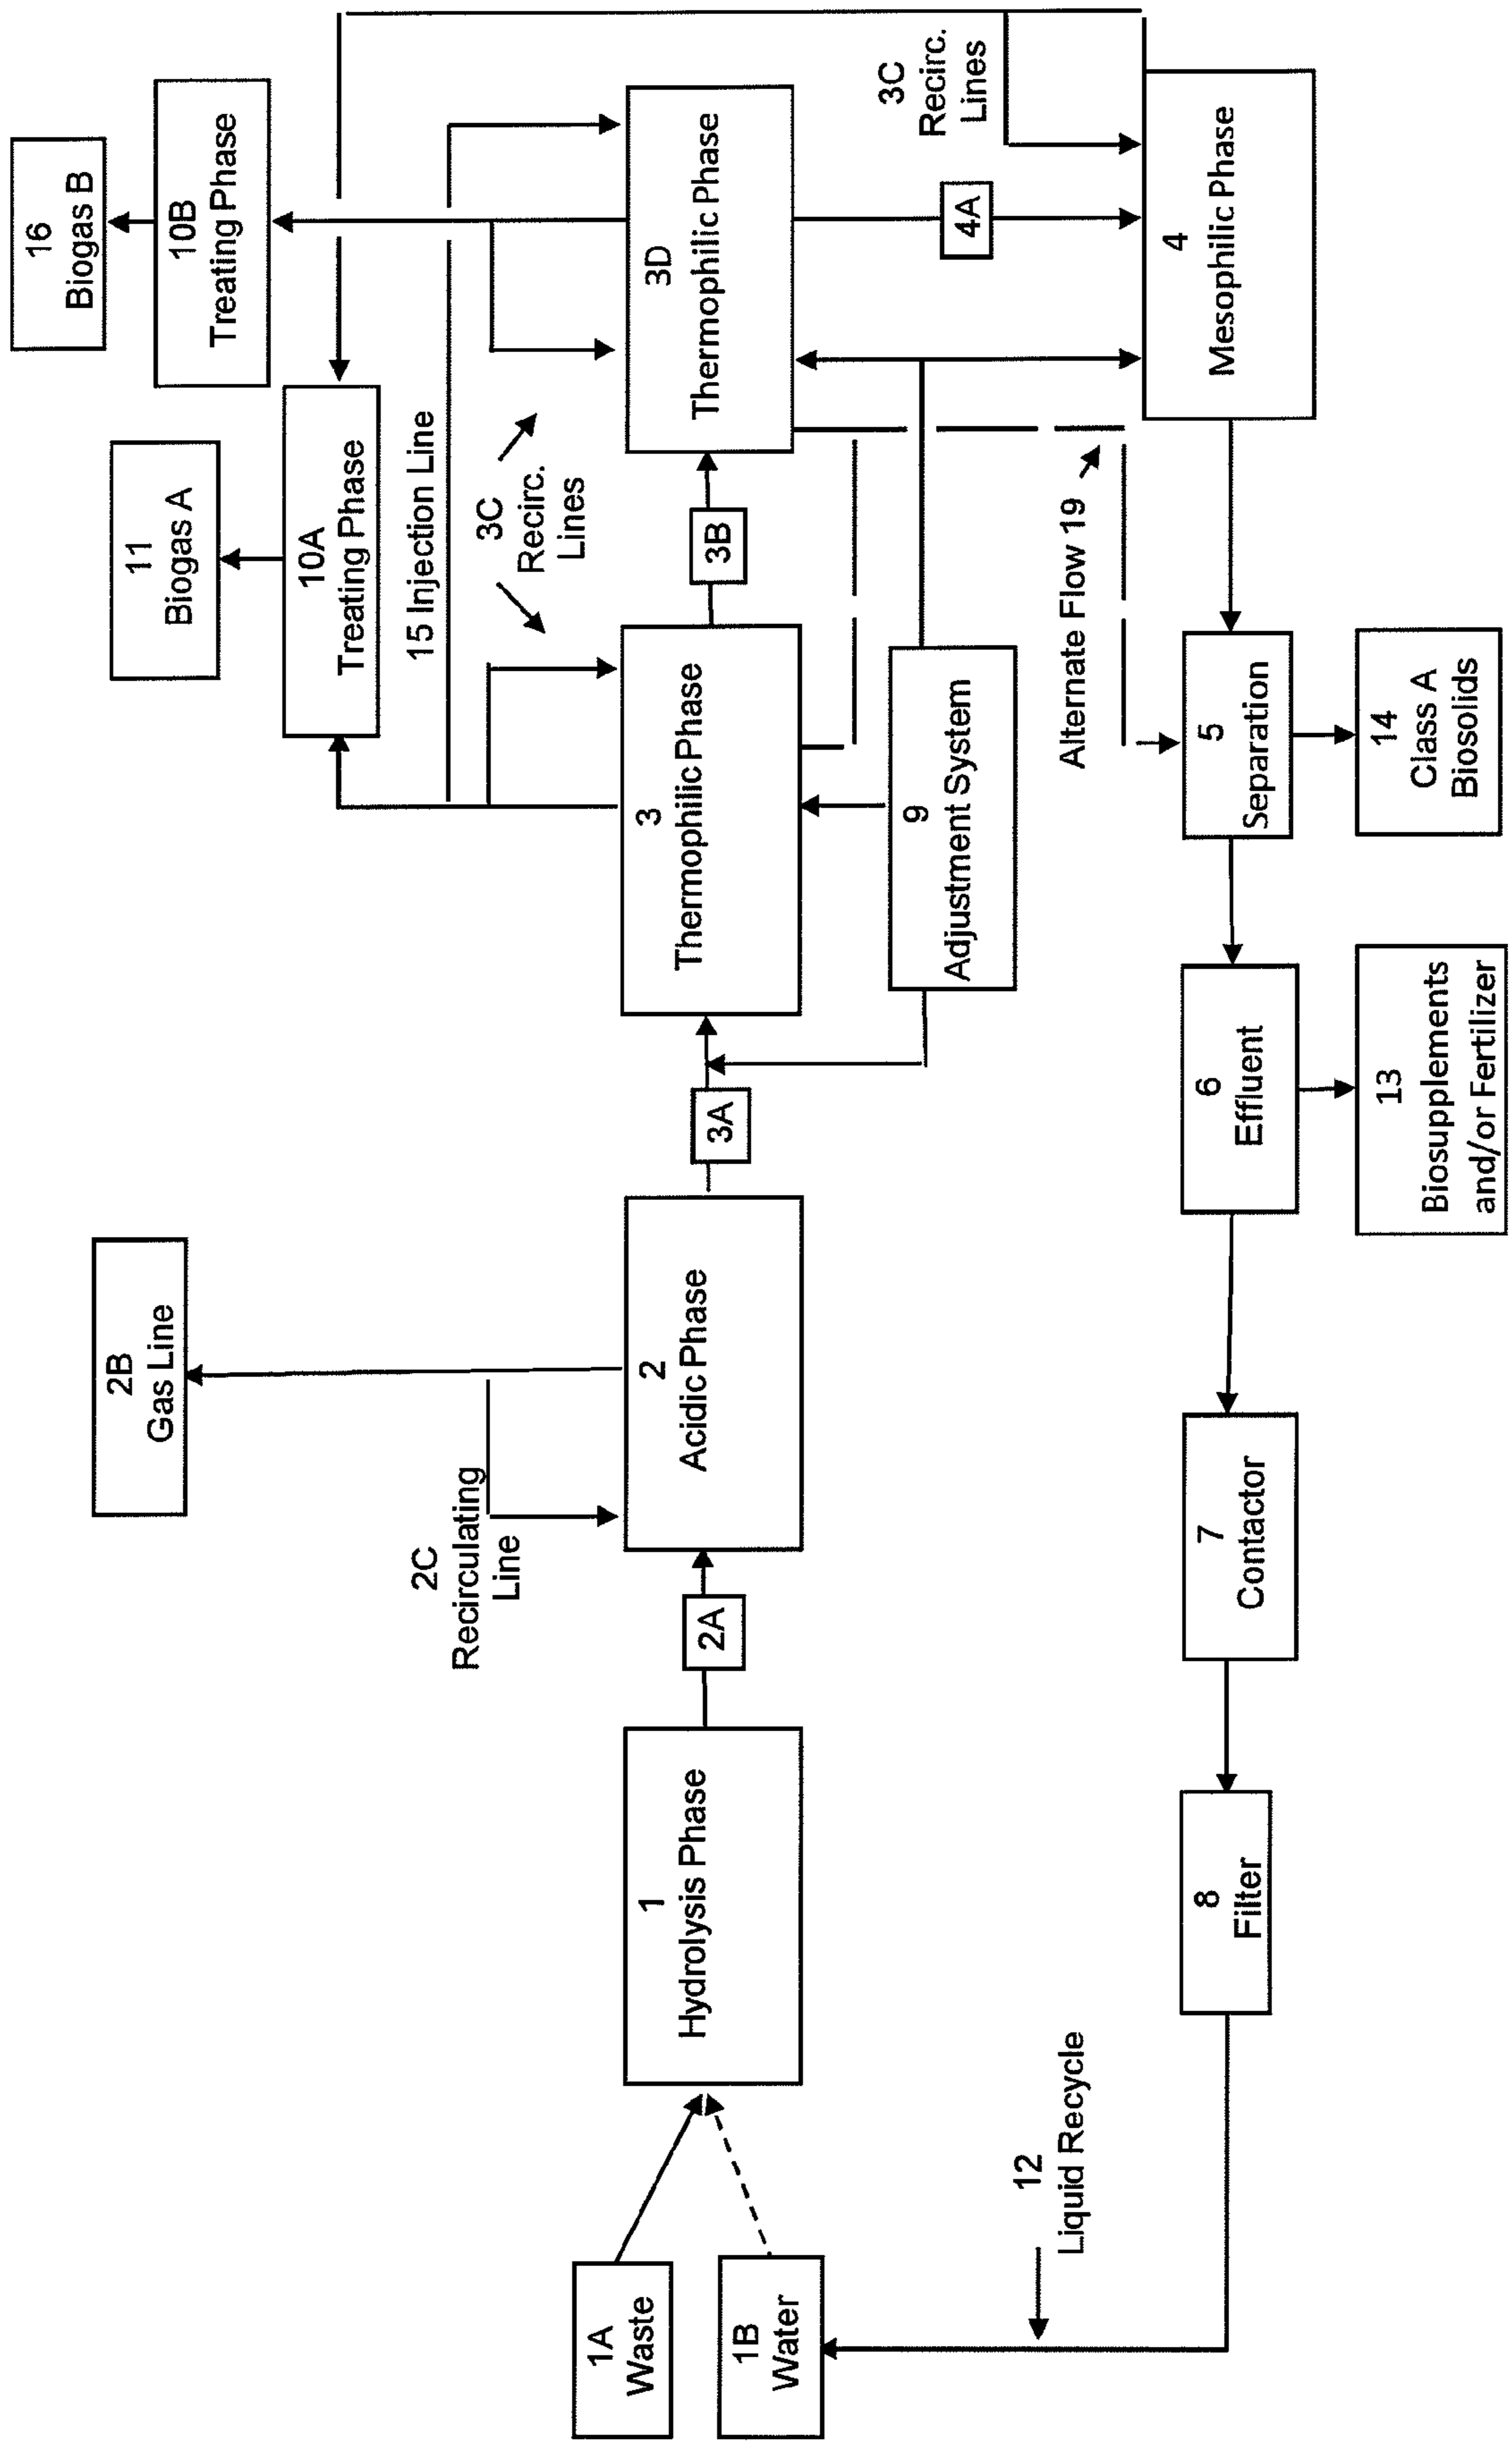 16
Biogas B
10B
Treating Phase
11
Biogas A
10A
Treating Phase
2B
Gas Line
15 Injection Line
3C
Recirc.
Lines
3C
Recirc.
Lines
2C
Recirculating
Line
1A
Waste
1B
Water
1
Hydrolysis Phase
2A
2
Acidic Phase
3A
3
Thermophilic Phase
3B
3D
Thermophilic Phase
4A
9
Adjustment System
Alternate Flow 19
12
Liquid Recycle
8
Filter
7
Contactor
6
Effluent
5
Separation
4
Mesophilic Phase
13
Biosupplements
and/or Fertilizer
14
Class A
Biosolids